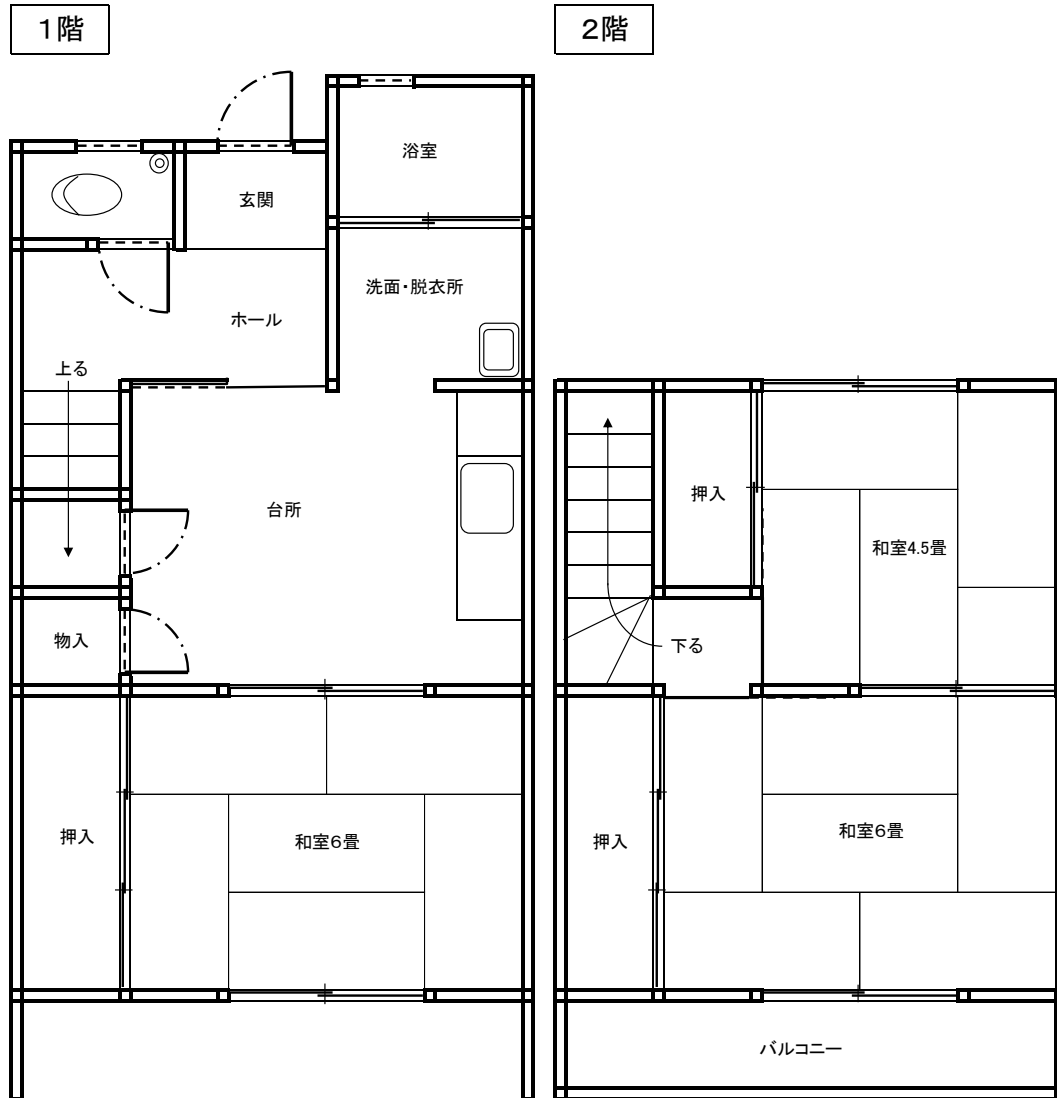 1階
2階
浴室
玄関
洗面・脱衣所
ホール
上る
台所
物入
押入
和室6畳
押入
和室4.5畳
下る
押入
和室6畳
バルコニー